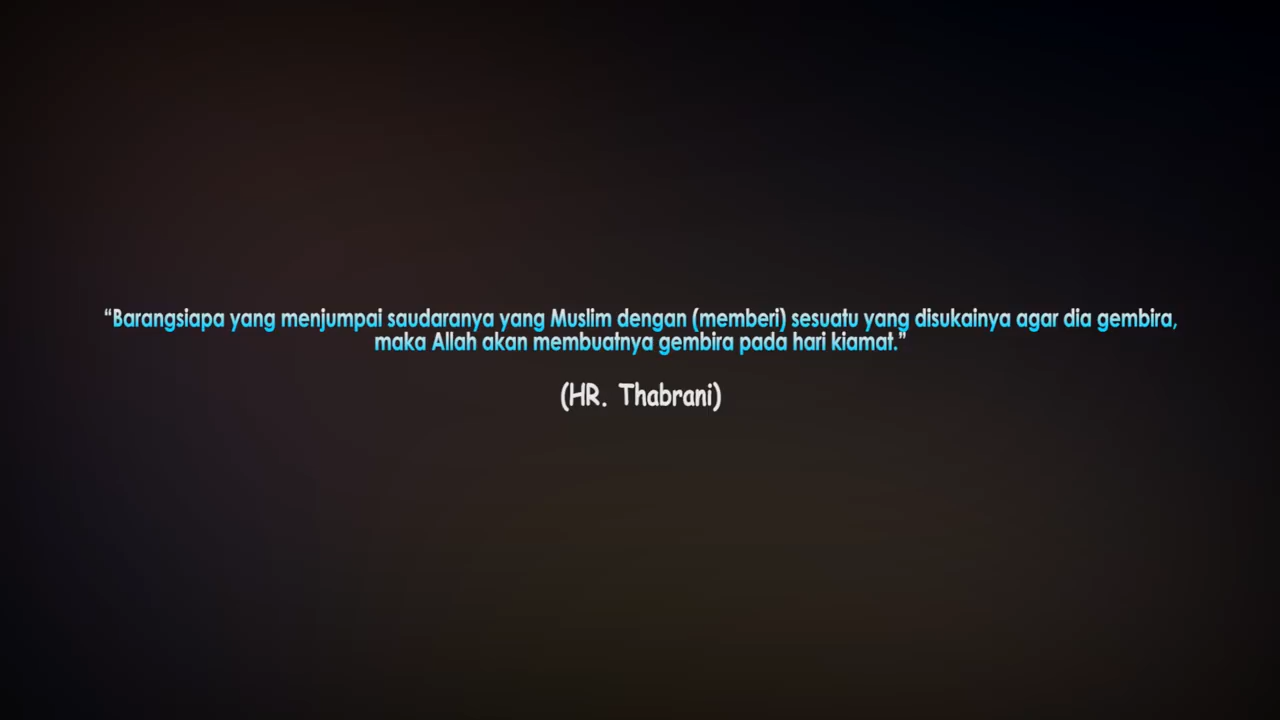 “Barangsiapa yang menjumpai saudaranya yang Muslim dengan (memberi) sesuatu yang disukainya agar dia gembira,
maka Allah akan membuatnya gembira pada hari kiamat.”
(HR. Thabrani)